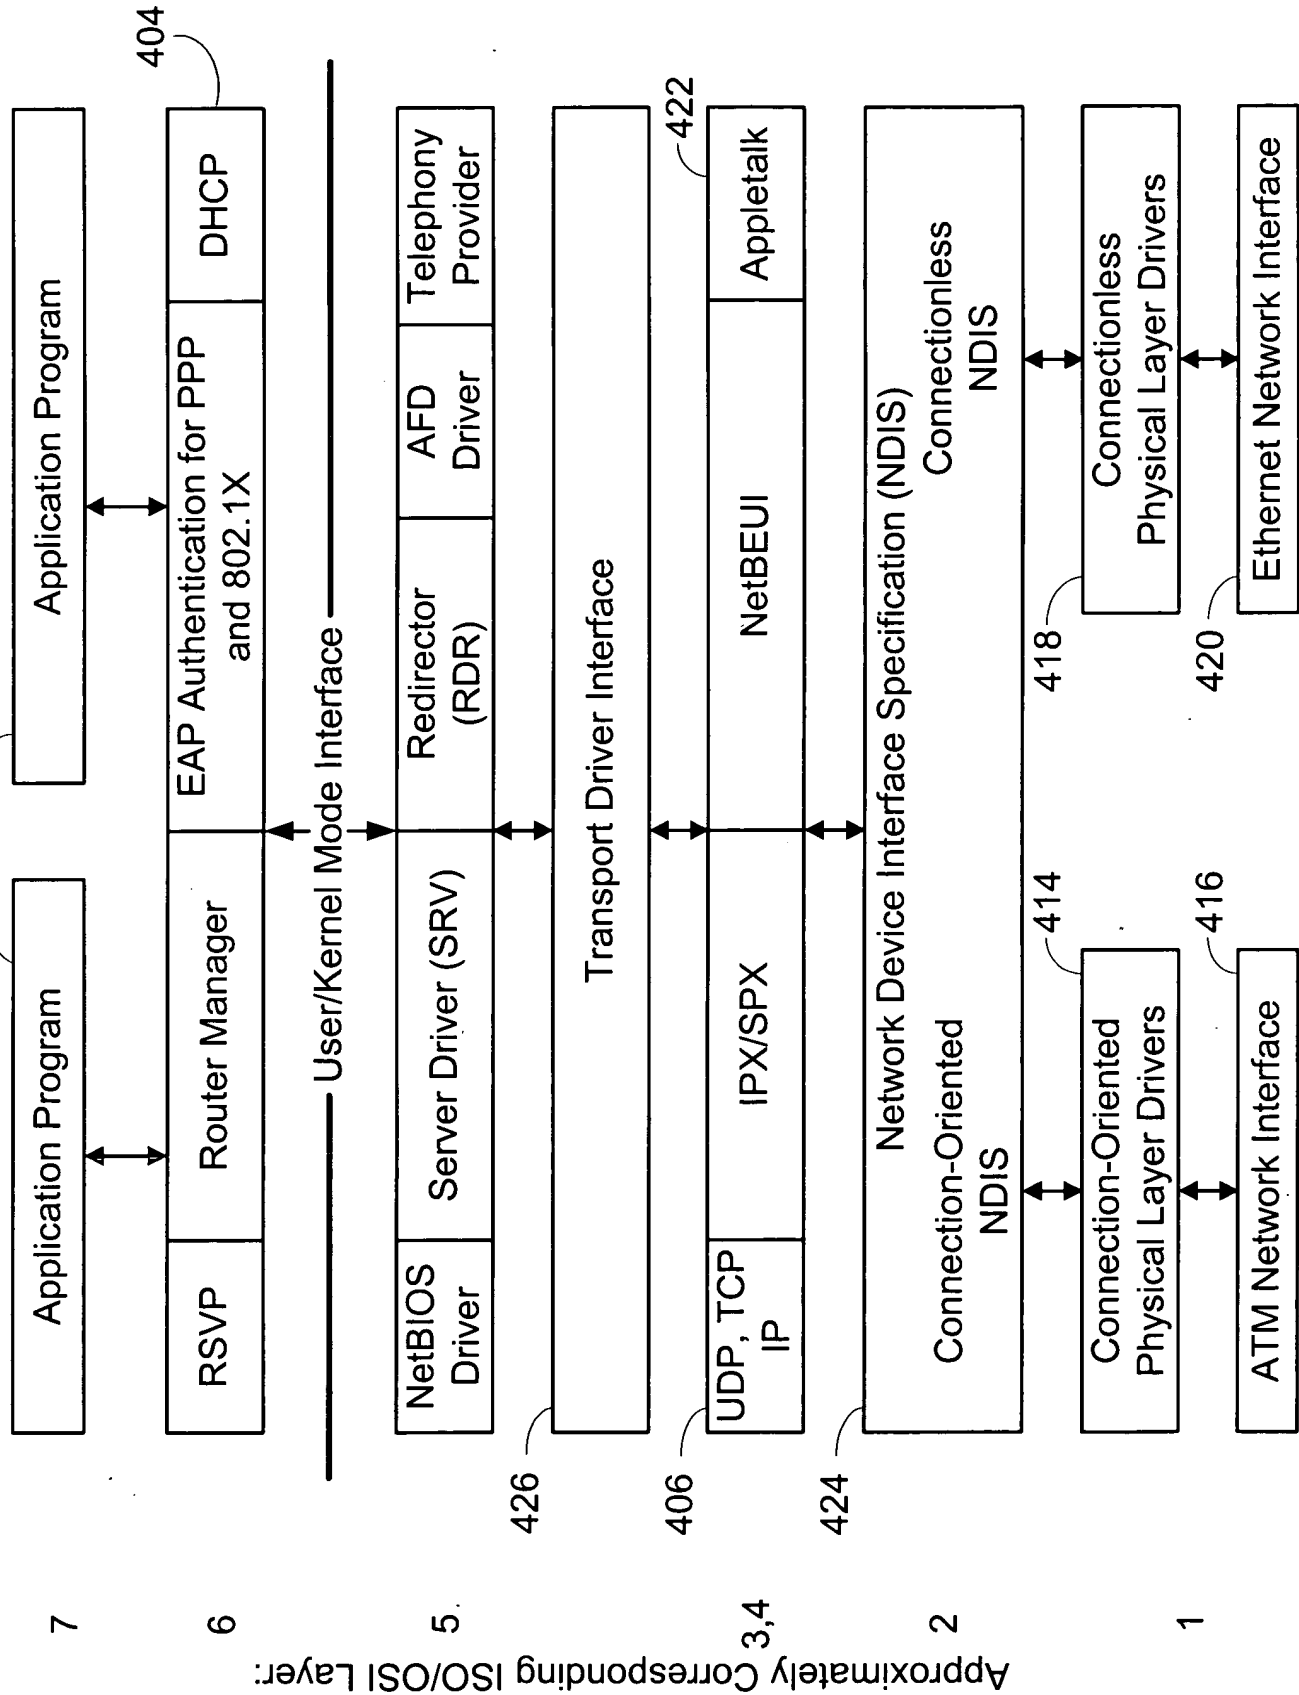 Approximately Corresponding ISO/OSI Layer:
7
Application Program
Application Program
6
RSVP
Router Manager
EAP Authentication for PPP
and 802.1X
DHCP
404
User/Kernel Mode Interface
5
NetBIOS
Driver
Server Driver (SRV)
Redirector
(RDR)
AFD
Driver
Telephony
Provider
426
Transport Driver Interface
3,4
406
UDP, TCP
IP
IPX/SPX
NetBEUI
Appletalk
422
2
424
Network Device Interface Specification (NDIS)
Connection-Oriented
NDIS
Connectionless
NDIS
1
Connection-Oriented
Physical Layer Drivers
414
418
Connectionless
Physical Layer Drivers
ATM Network Interface
416
420
Ethernet Network Interface